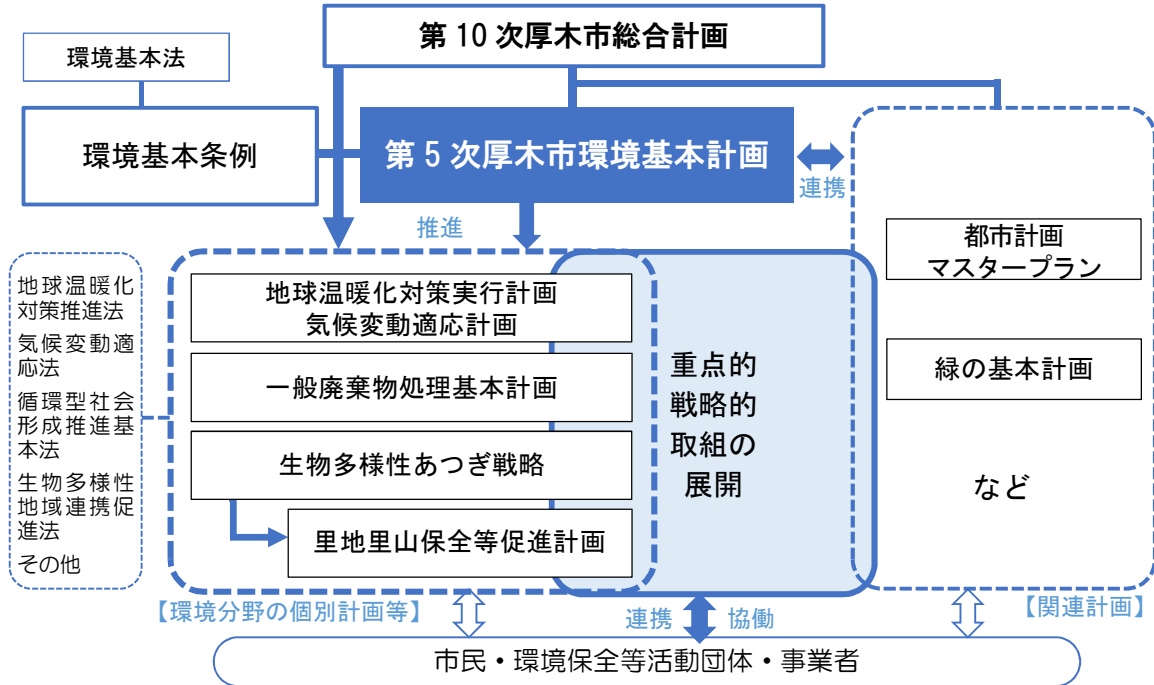 第 10 次厚木市総合計画
環境基本法
環境基本条例
第 5 次厚木市環境基本計画
連携
推進
都市計画
マスタープラン
緑の基本計画
など
地球温暖化
対策推進法
気候変動適
応法
循環型社会
形成推進基
本法
生物多様性
地域連携促
進法
その他
地球温暖化対策実行計画
気候変動適応計画
一般廃棄物処理基本計画
生物多様性あつぎ戦略
里地里山保全等促進計画
重点的
戦略的
取組の
展開
【環境分野の個別計画等】
連携
協働
【関連計画】
市民・環境保全等活動団体・事業者